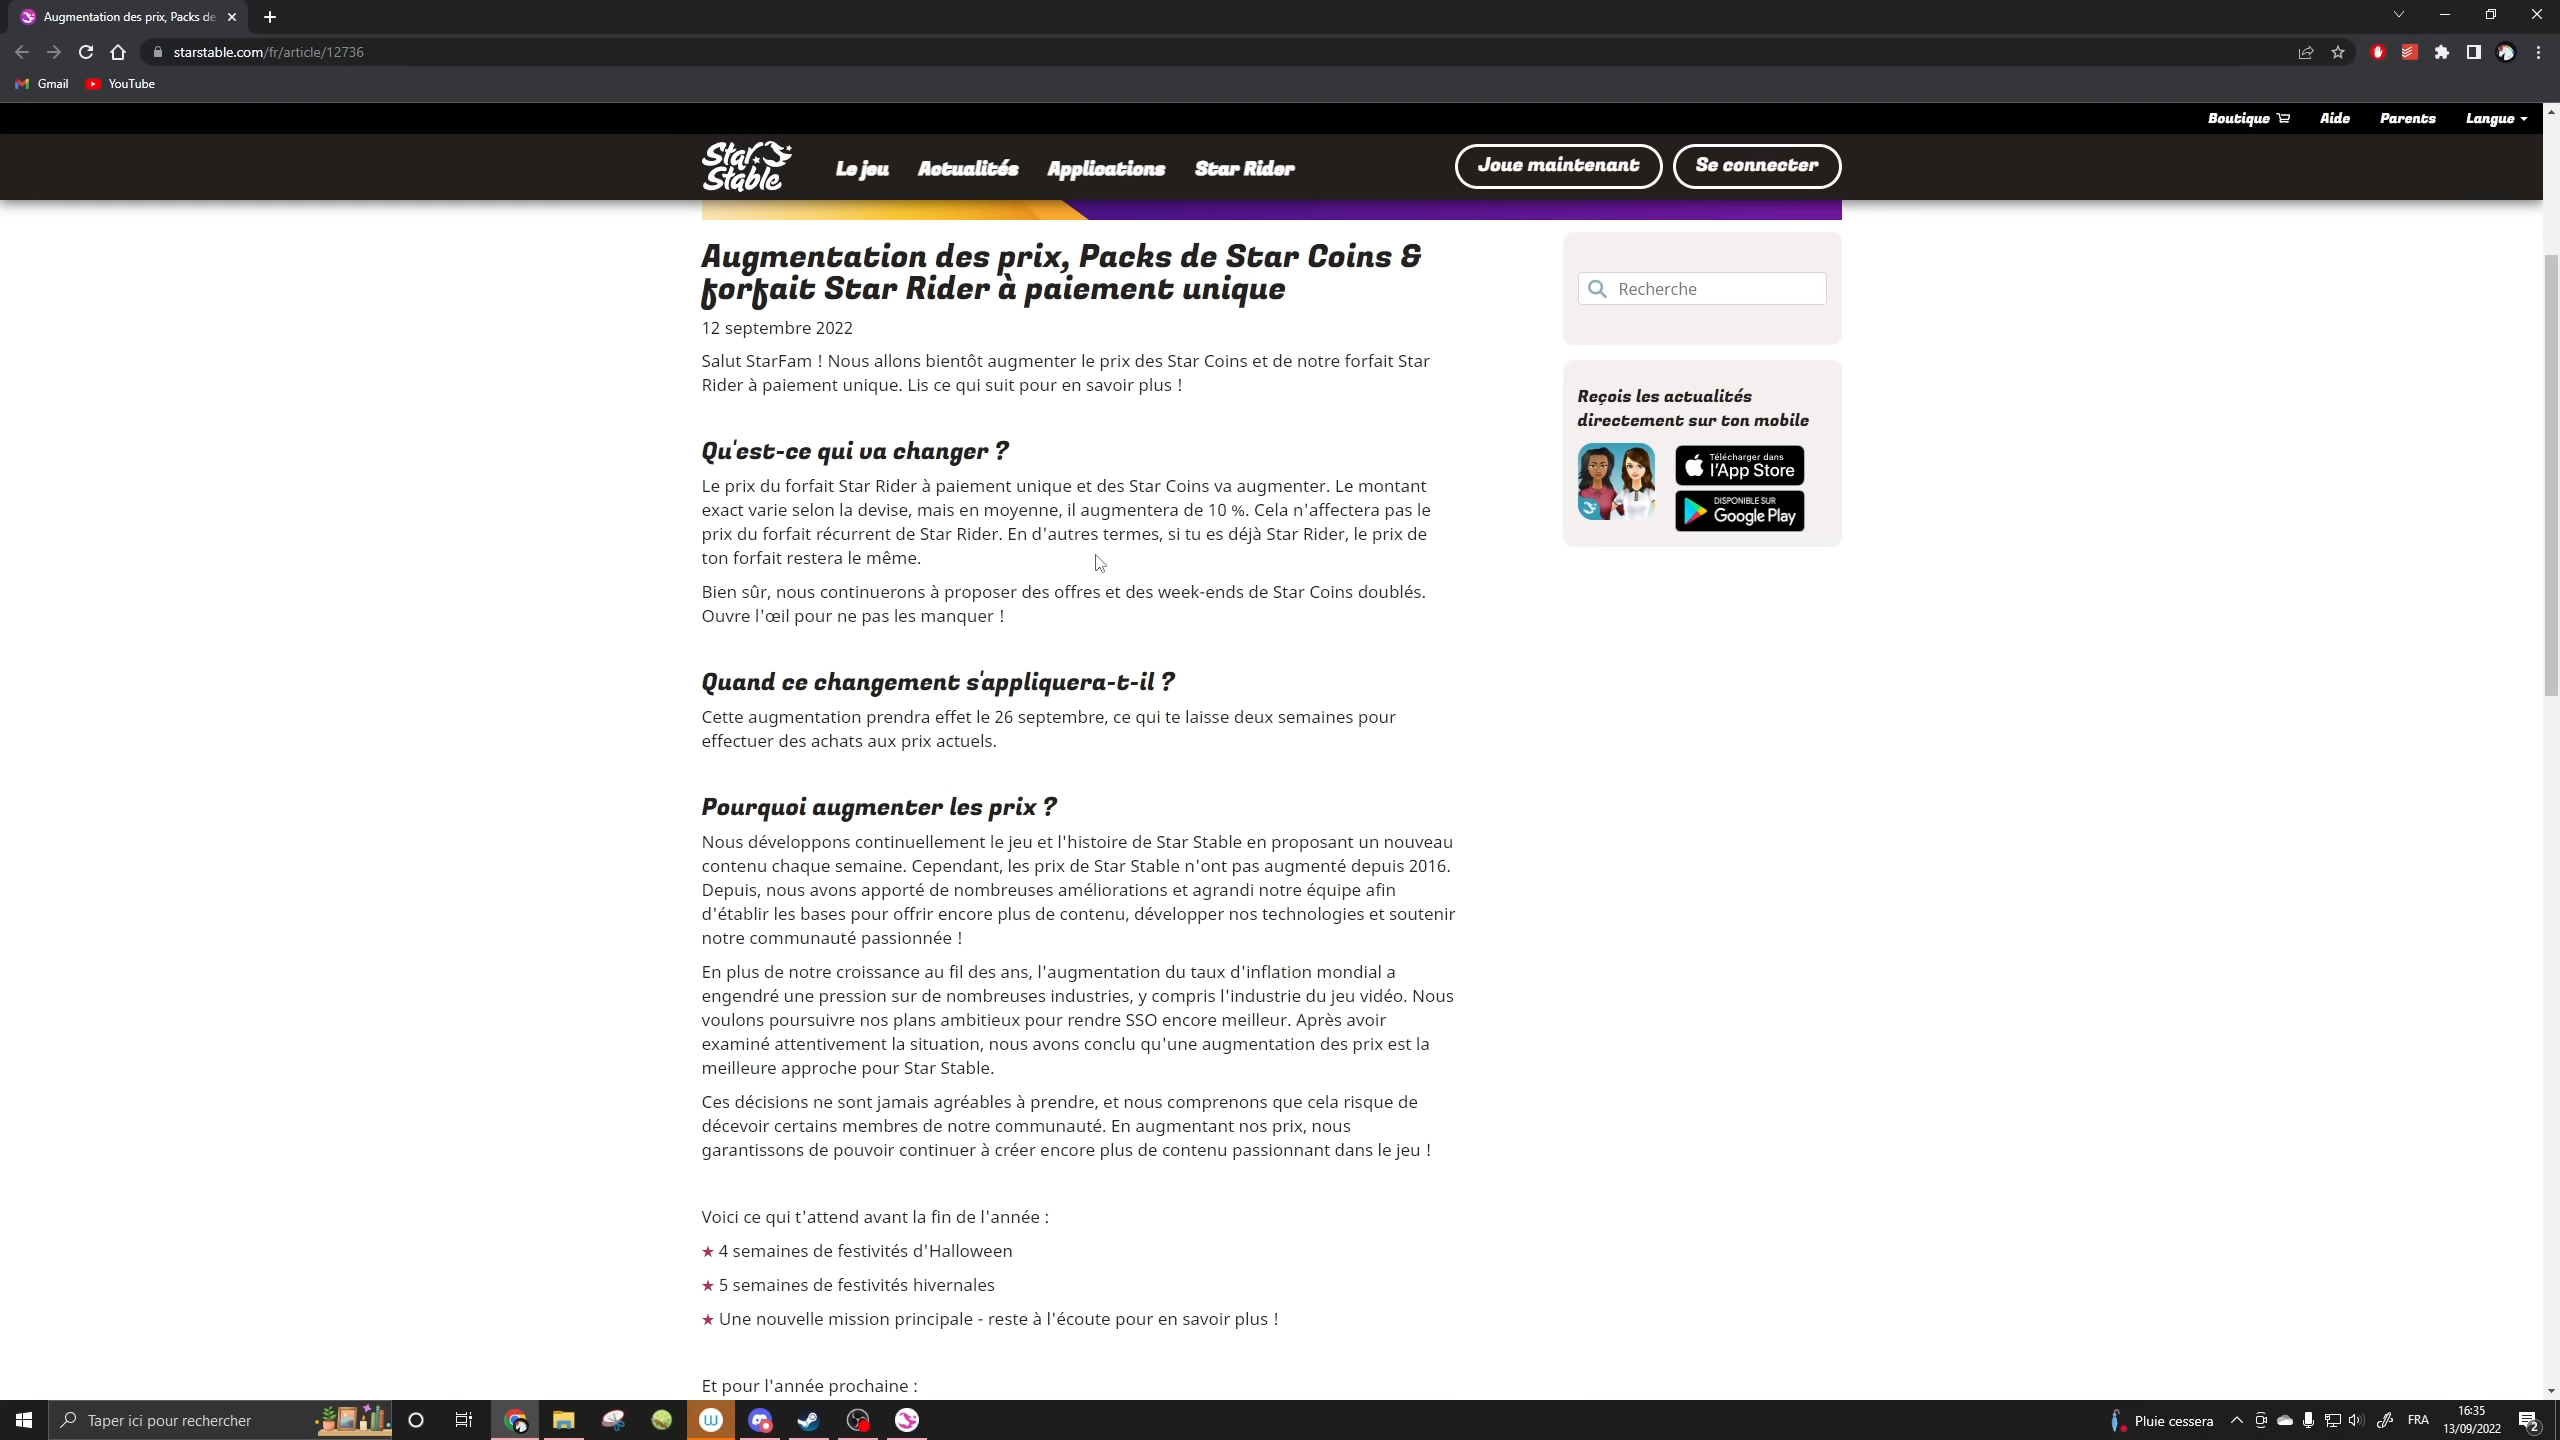 Augmentation des prix, Packs de
starstable.com/fr/article/12736
Gmail
YouTube
Boutique
Aide
Parents
Langue
Star Stable
Le jeu
Actualités
Applications
Star Rider
Joue maintenant
Se connecter
Augmentation des prix, Packs de Star Coins &
forfait Star Rider à paiement unique
12 septembre 2022
Salut StarFam ! Nous allons bientôt augmenter le prix des Star Coins et de notre forfait Star
Rider à paiement unique. Lis ce qui suit pour en savoir plus !
Qu'est-ce qui va changer ?
Le prix du forfait Star Rider à paiement unique et des Star Coins va augmenter. Le montant
exact varie selon la devise, mais en moyenne, il augmentera de 10 %. Cela n'affectera pas le
prix du forfait récurrent de Star Rider. En d'autres termes, si tu es déjà Star Rider, le prix de
ton forfait restera le même.
Bien sûr, nous continuerons à proposer des offres et des week-ends de Star Coins doublés.
Ouvre l'œil pour ne pas les manquer !
Quand ce changement s'appliquera-t-il ?
Cette augmentation prendra effet le 26 septembre, ce qui te laisse deux semaines pour
effectuer des achats aux prix actuels.
Pourquoi augmenter les prix ?
Nous développons continuellement le jeu et l'histoire de Star Stable en proposant un nouveau
contenu chaque semaine. Cependant, les prix de Star Stable n'ont pas augmenté depuis 2016.
Depuis, nous avons apporté de nombreuses améliorations et agrandi notre équipe afin
d'établir les bases pour offrir encore plus de contenu, développer nos technologies et soutenir
notre communauté passionnée !
En plus de notre croissance au fil des ans, l'augmentation du taux d'inflation mondial a
engendré une pression sur de nombreuses industries, y compris l'industrie du jeu vidéo. Nous
voulons poursuivre nos plans ambitieux pour rendre SSO encore meilleur. Après avoir
examiné attentivement la situation, nous avons conclu qu'une augmentation des prix est la
meilleure approche pour Star Stable.
Ces décisions ne sont jamais agréables à prendre, et nous comprenons que cela risque de
décevoir certains membres de notre communauté. En augmentant nos prix, nous
garantissons de pouvoir continuer à créer encore plus de contenu passionnant dans le jeu !
Voici ce qui t'attend avant la fin de l'année :
★ 4 semaines de festivités d'Halloween
★ 5 semaines de festivités hivernales
★ Une nouvelle mission principale - reste à l'écoute pour en savoir plus !
Et pour l'année prochaine :
Recherche
Reçois les actualités
directement sur ton mobile
Télécharger dans
l'App Store
DISPONIBLE SUR
Google Play
Taper ici pour rechercher
Pluie cessera
FRA
16:35
13/09/2022
2